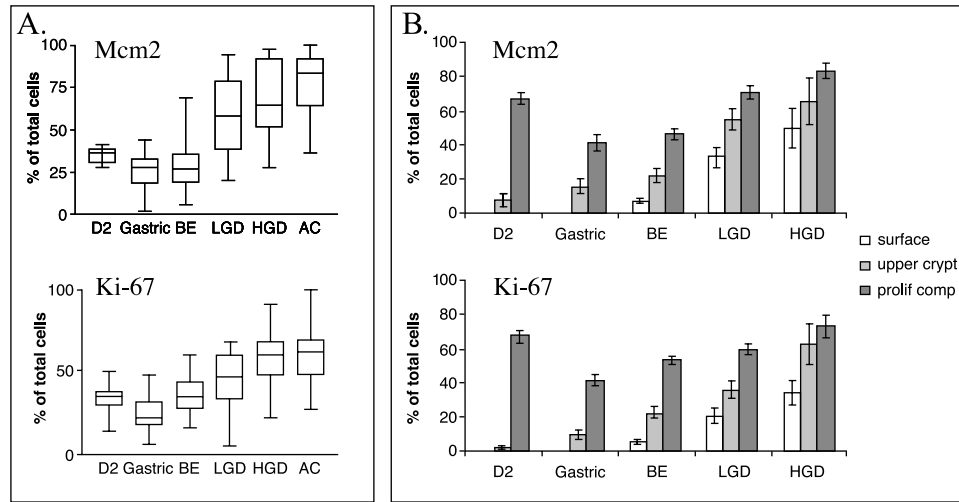 A.
Mcm2
% of total cells
100
75
50
25
0
D2 Gastric BE LGD HGD AC
Ki-67
% of total cells
100
50
0
D2 Gastric BE LGD HGD AC
B.
Mcm2
% of total cells
100
80
60
40
20
0
D2 Gastric BE LGD HGD
surface
upper crypt
prolif comp
Ki-67
% of total cells
80
60
40
20
0
D2 Gastric BE LGD HGD